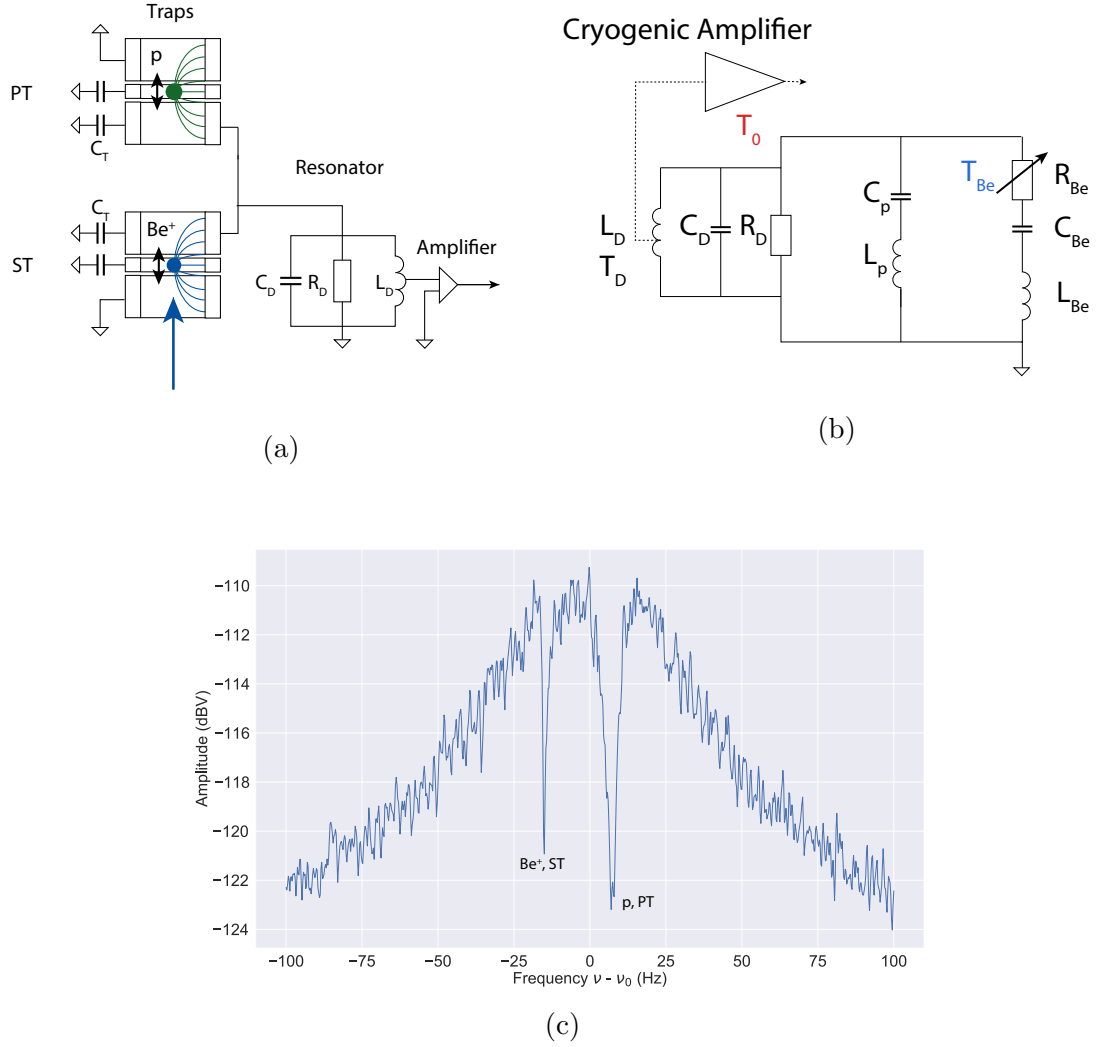 Traps
p
PT
C_T
C_T
Be⁺
ST
Resonator
Amplifier
C_D
R_D
L_D
(a)
Cryogenic Amplifier
T_0
L_D
T_D
C_D
R_D
C_p
L_p
T_Be
R_Be
C_Be
L_Be
(b)
−110
−112
−114
−116
−118
−120
−122
−124
Amplitude (dBV)
Be⁺, ST
p, PT
−100
−75
−50
−25
0
25
50
75
100
Frequency ν - ν₀ (Hz)
(c)